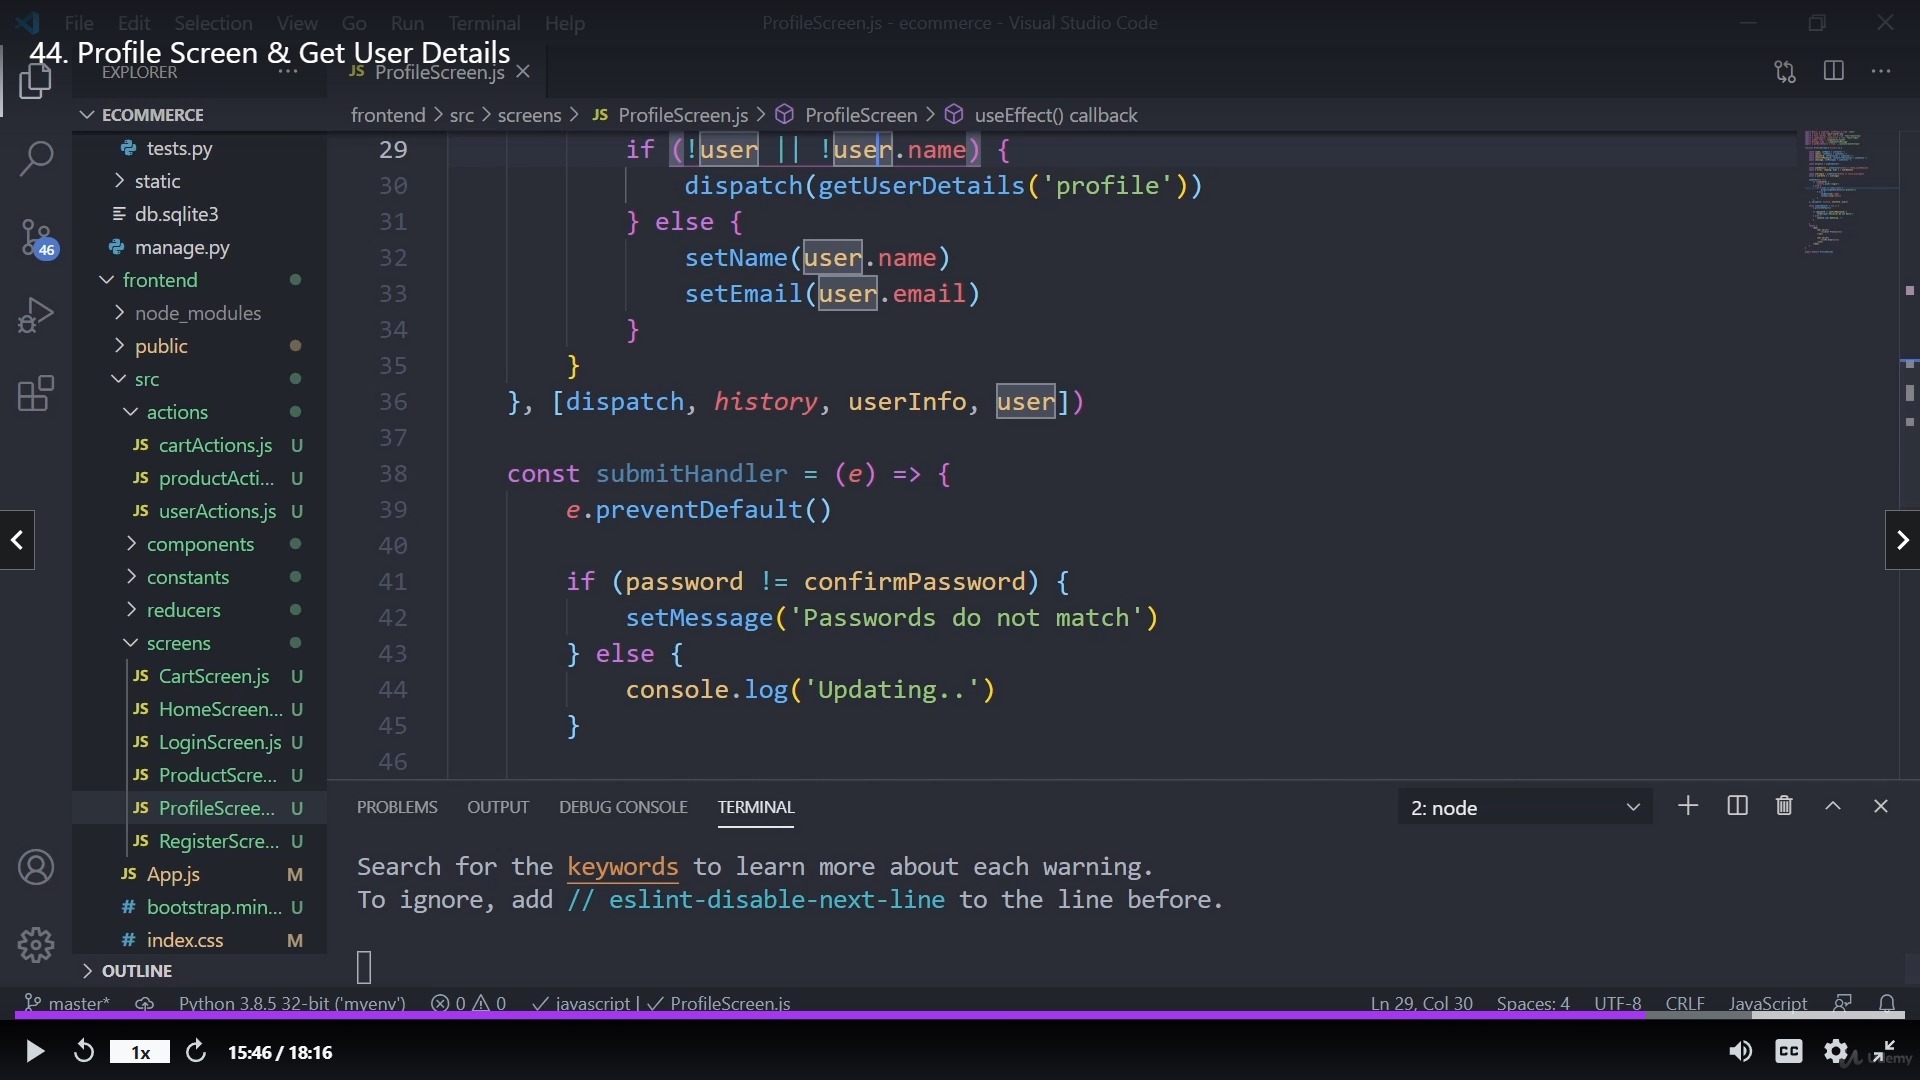 File Edit Selection View Go Run Terminal Help
ProfileScreen.js - ecommerce - Visual Studio Code
44. Profile Screen & Get User Details
EXPLORER ···
JS ProfileScreen.js
ECOMMERCE
frontend > src > screens > JS ProfileScreen.js > ProfileScreen > useEffect() callback
tests.py
static
db.sqlite3
manage.py
frontend
node_modules
public
src
actions
JS cartActions.js U
JS productActi... U
JS userActions.js U
components
constants
reducers
screens
JS CartScreen.js U
JS HomeScreen... U
JS LoginScreen.js U
JS ProductScre... U
JS ProfileScree... U
JS RegisterScre... U
JS App.js M
# bootstrap.min... U
# index.css M
OUTLINE
46
29 if (!user || !user.name) {
30 dispatch(getUserDetails('profile'))
31 } else {
32 setName(user.name)
33 setEmail(user.email)
34 }
35 }
36 }, [dispatch, history, userInfo, user])
37
38 const submitHandler = (e) => {
39 e.preventDefault()
40
41 if (password != confirmPassword) {
42 setMessage('Passwords do not match')
43 } else {
44 console.log('Updating..')
45 }
46
PROBLEMS OUTPUT DEBUG CONSOLE TERMINAL
2: node
Search for the keywords to learn more about each warning.
To ignore, add // eslint-disable-next-line to the line before.
master* Python 3.8.5 32-bit ('myenv') 0 0 javascript | ProfileScreen.js
Ln 29, Col 30 Spaces: 4 UTF-8 CRLF JavaScript
1x 15:46 / 18:16
CC
Udemy